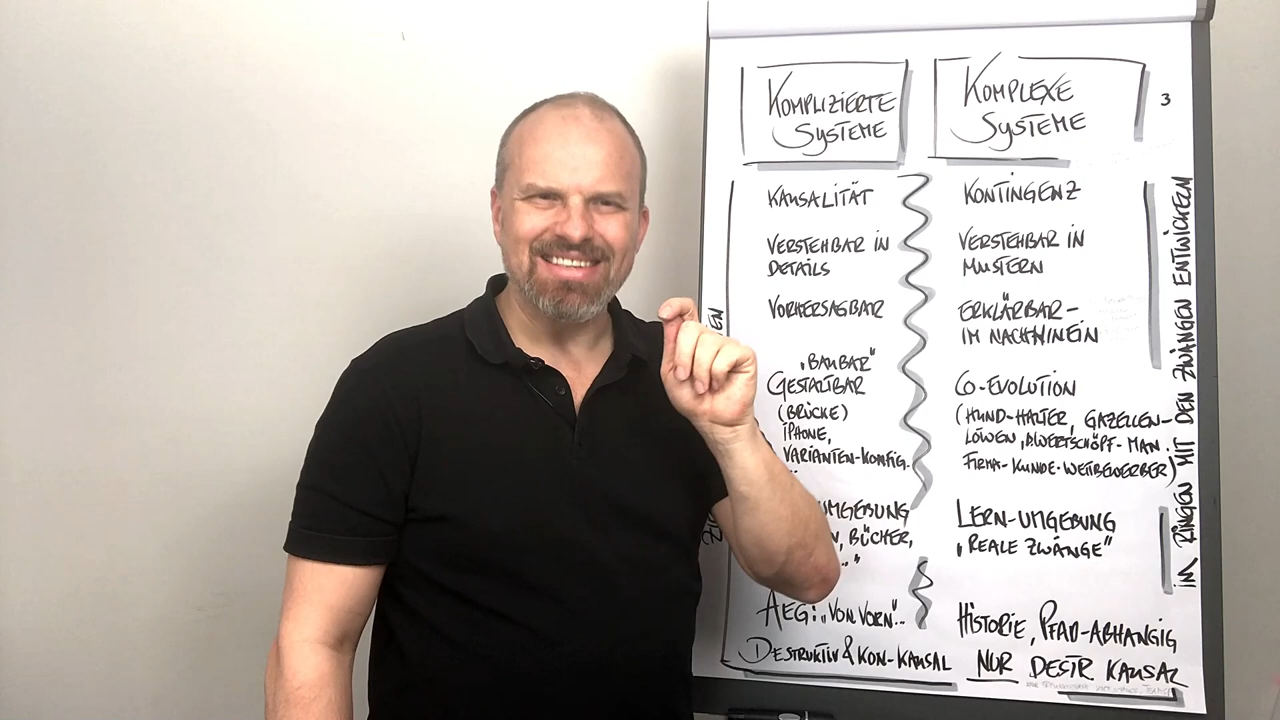 KOMPLIZIERTE
SYSTEME
KAUSALITÄT
VERSTEHBAR IN
DETAILS
VORHERSAGBAR
„BAUBAR"
GESTALTBAR
(BRÜCKE)
IPHONE,
VARIANTEN-KONFIG.
UMGEBUNG
BÜCHER,
AEG: „VON VORN"..
DESTRUKTIV & KON-KAUSAL
KOMPLEXE
SYSTEME
3
KONTINGENZ
VERSTEHBAR IN
MUSTERN
ERKLÄRBAR –
IM NACHHINEIN
CO-EVOLUTION
(HUND-HALTER, GAZELLEN-
LÖWEN, WERTSCHÖPF-MAN.
FIRMA-KUNDE-WETTBEWERBER)
LERN-UMGEBUNG
„REALE ZWÄNGE"
HISTORIE, PFAD-ABHÄNGIG
NUR DESTR KAUSAL
IM RINGEN MIT DEN ZWÄNGEN ENTWICKELN